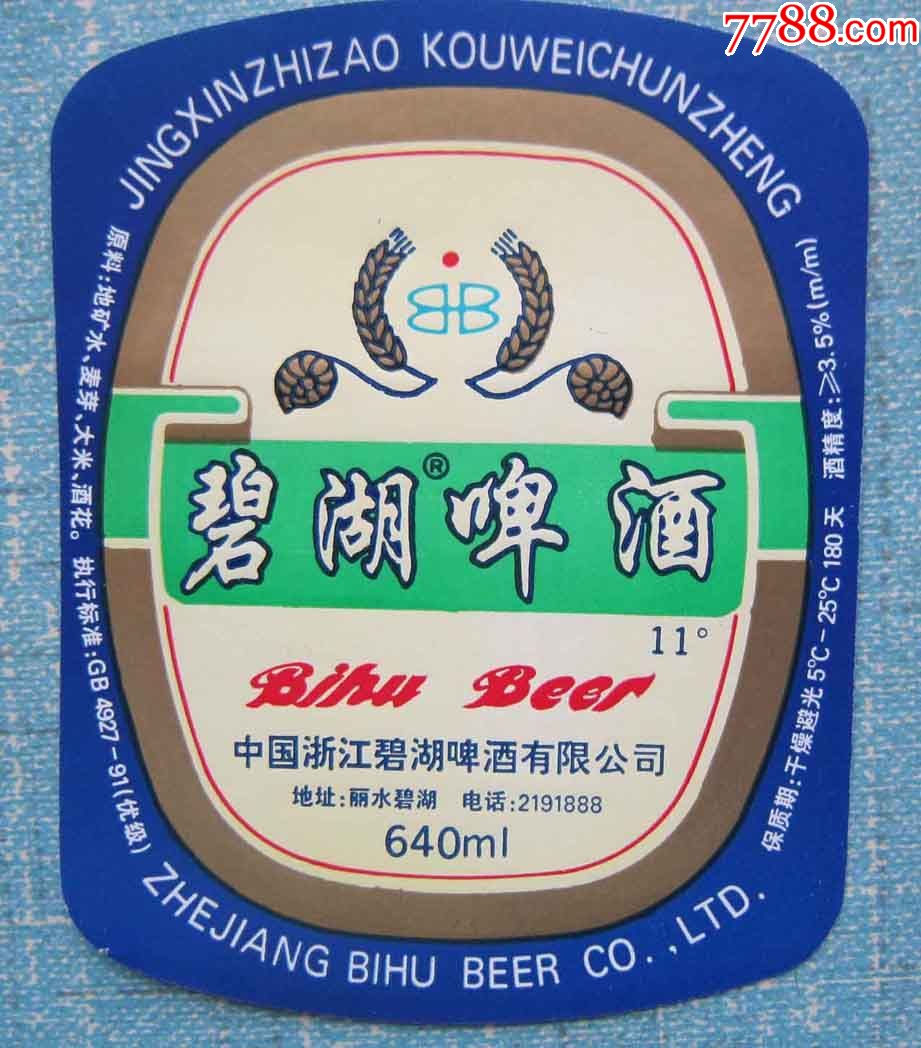 7788.com
JINGXINZHIZAO KOUWEICHUNZHENG
原料:地矿水、麦芽、大米、酒花。 执行标准:GB 4927-91(优级)
BB
碧湖®啤酒
11°
Bihu Beer
中国浙江碧湖啤酒有限公司
地址:丽水碧湖 电话:2191888
640ml
保质期:干燥避光5℃-25℃ 180天 酒精度:≥3.5%(m/m)
ZHEJIANG BIHU BEER CO.,LTD.